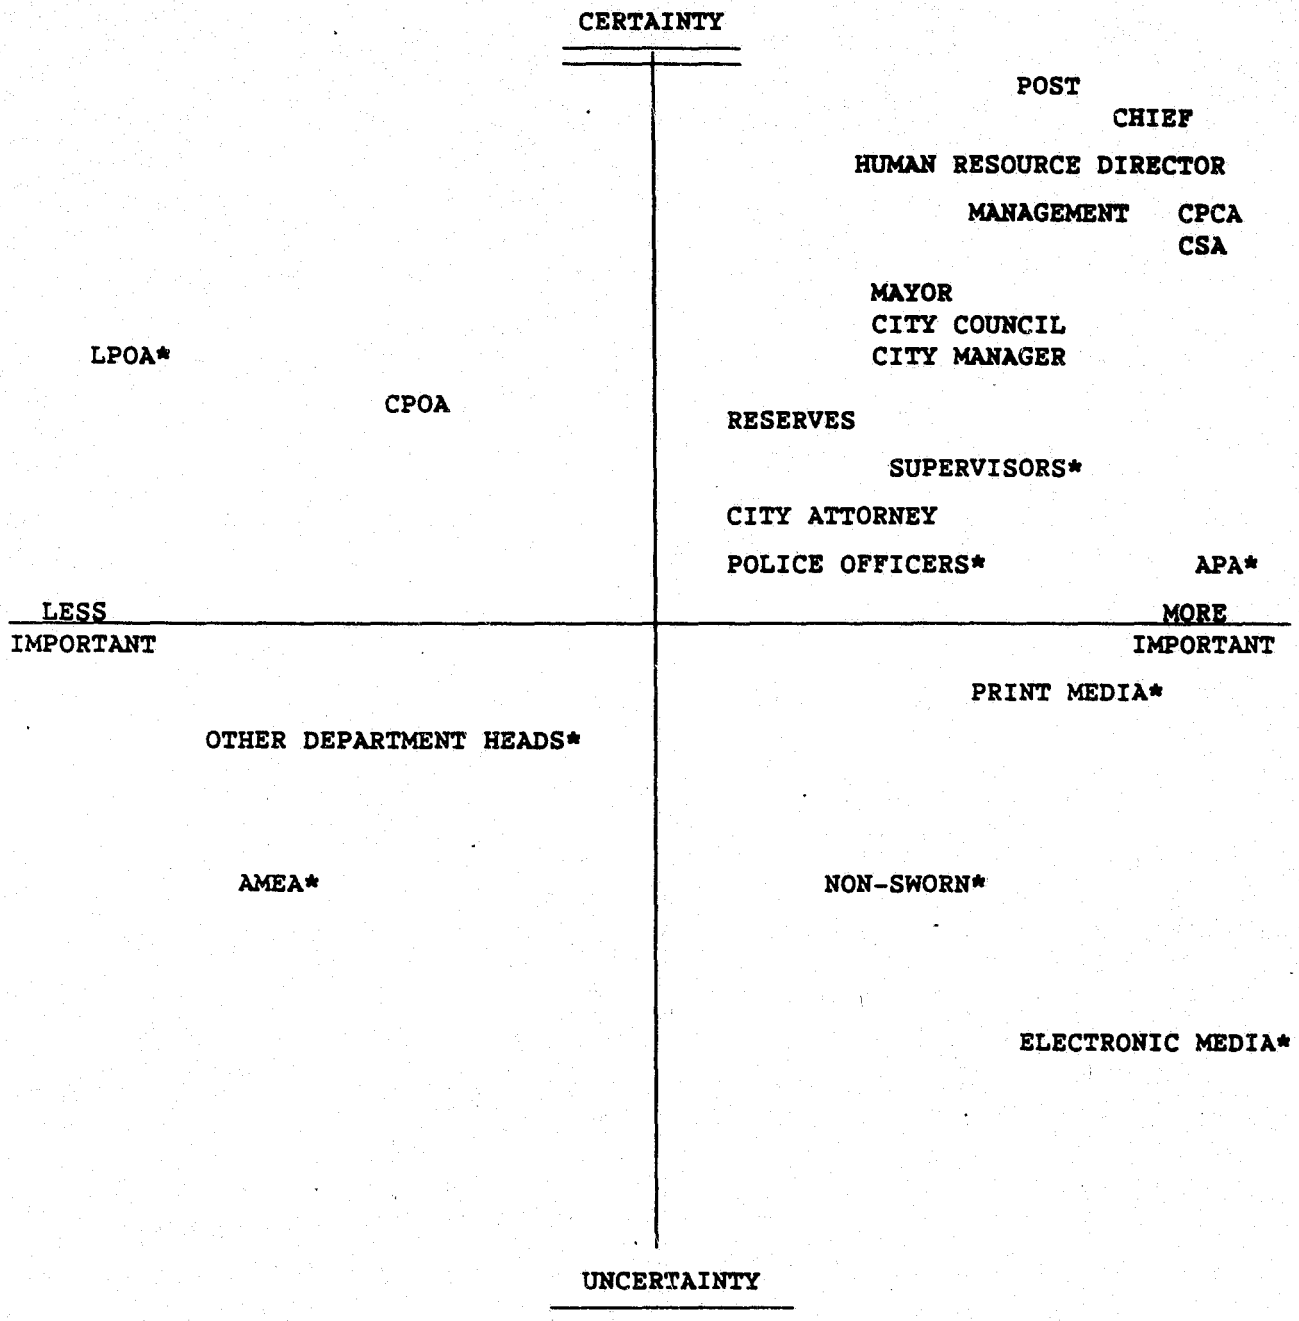 CERTAINTY
POST
CHIEF
HUMAN RESOURCE DIRECTOR
MANAGEMENT CPCA
CSA
MAYOR
CITY COUNCIL
LPOA* CITY MANAGER
CPOA
RESERVES
SUPERVISORS*
CITY ATTORNEY
POLICE OFFICERS* APA*
LESS MORE
IMPORTANT IMPORTANT
PRINT MEDIA*
OTHER DEPARTMENT HEADS*
AMEA* NON-SWORN*
ELECTRONIC MEDIA*
UNCERTAINTY